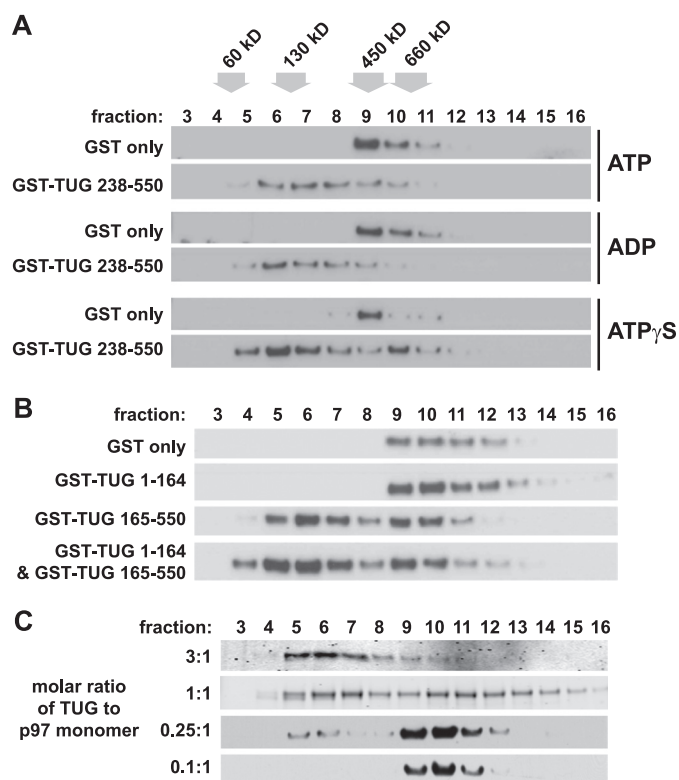 A
60 kD 130 kD 450 kD 660 kD
fraction: 3 4 5 6 7 8 9 10 11 12 13 14 15 16
GST only
GST-TUG 238-550
ATP
GST only
GST-TUG 238-550
ADP
GST only
GST-TUG 238-550
ATPγS
B
fraction: 3 4 5 6 7 8 9 10 11 12 13 14 15 16
GST only
GST-TUG 1-164
GST-TUG 165-550
GST-TUG 1-164
& GST-TUG 165-550
C
fraction: 3 4 5 6 7 8 9 10 11 12 13 14 15 16
molar ratio
of TUG to
p97 monomer
3:1
1:1
0.25:1
0.1:1